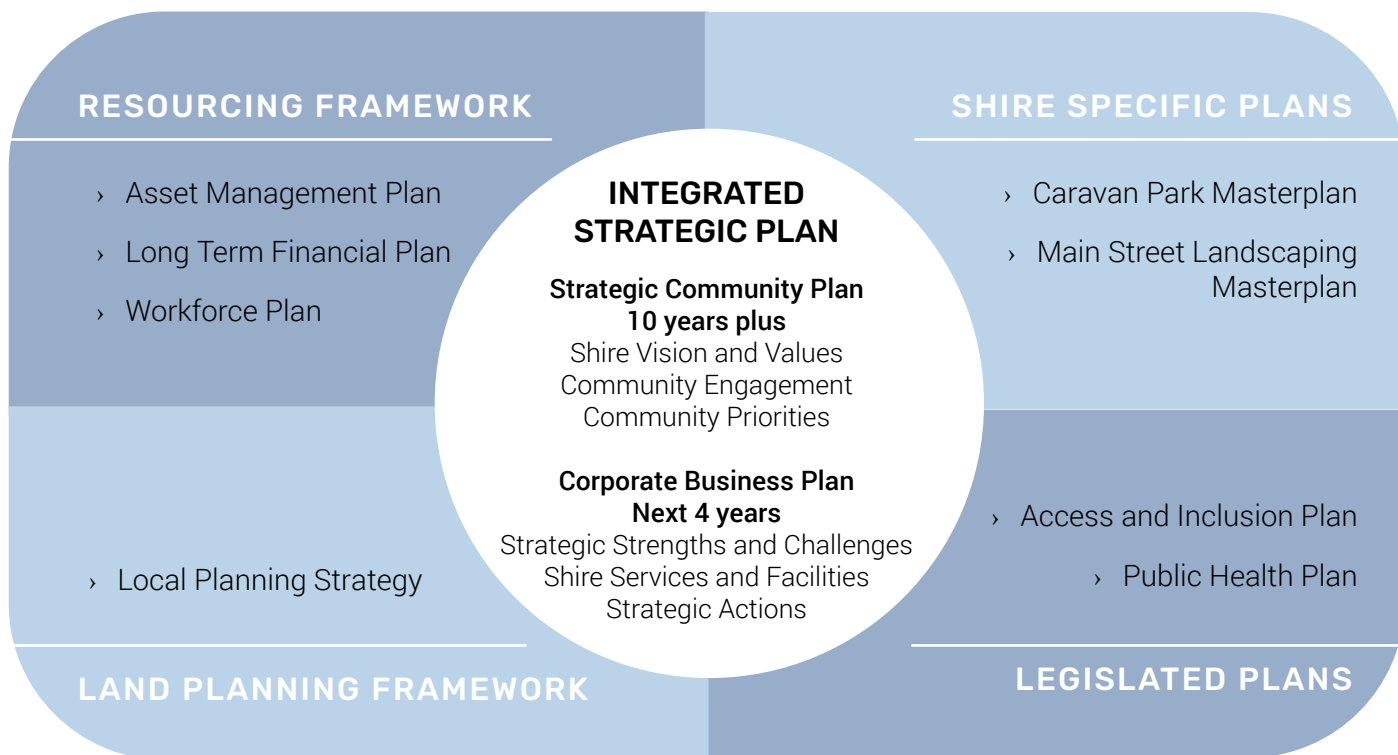 RESOURCING FRAMEWORK
› Asset Management Plan
› Long Term Financial Plan
› Workforce Plan
SHIRE SPECIFIC PLANS
› Caravan Park Masterplan
› Main Street Landscaping
Masterplan
INTEGRATED
STRATEGIC PLAN
Strategic Community Plan
10 years plus
Shire Vision and Values
Community Engagement
Community Priorities
Corporate Business Plan
Next 4 years
Strategic Strengths and Challenges
Shire Services and Facilities
Strategic Actions
› Local Planning Strategy
LAND PLANNING FRAMEWORK
› Access and Inclusion Plan
› Public Health Plan
LEGISLATED PLANS